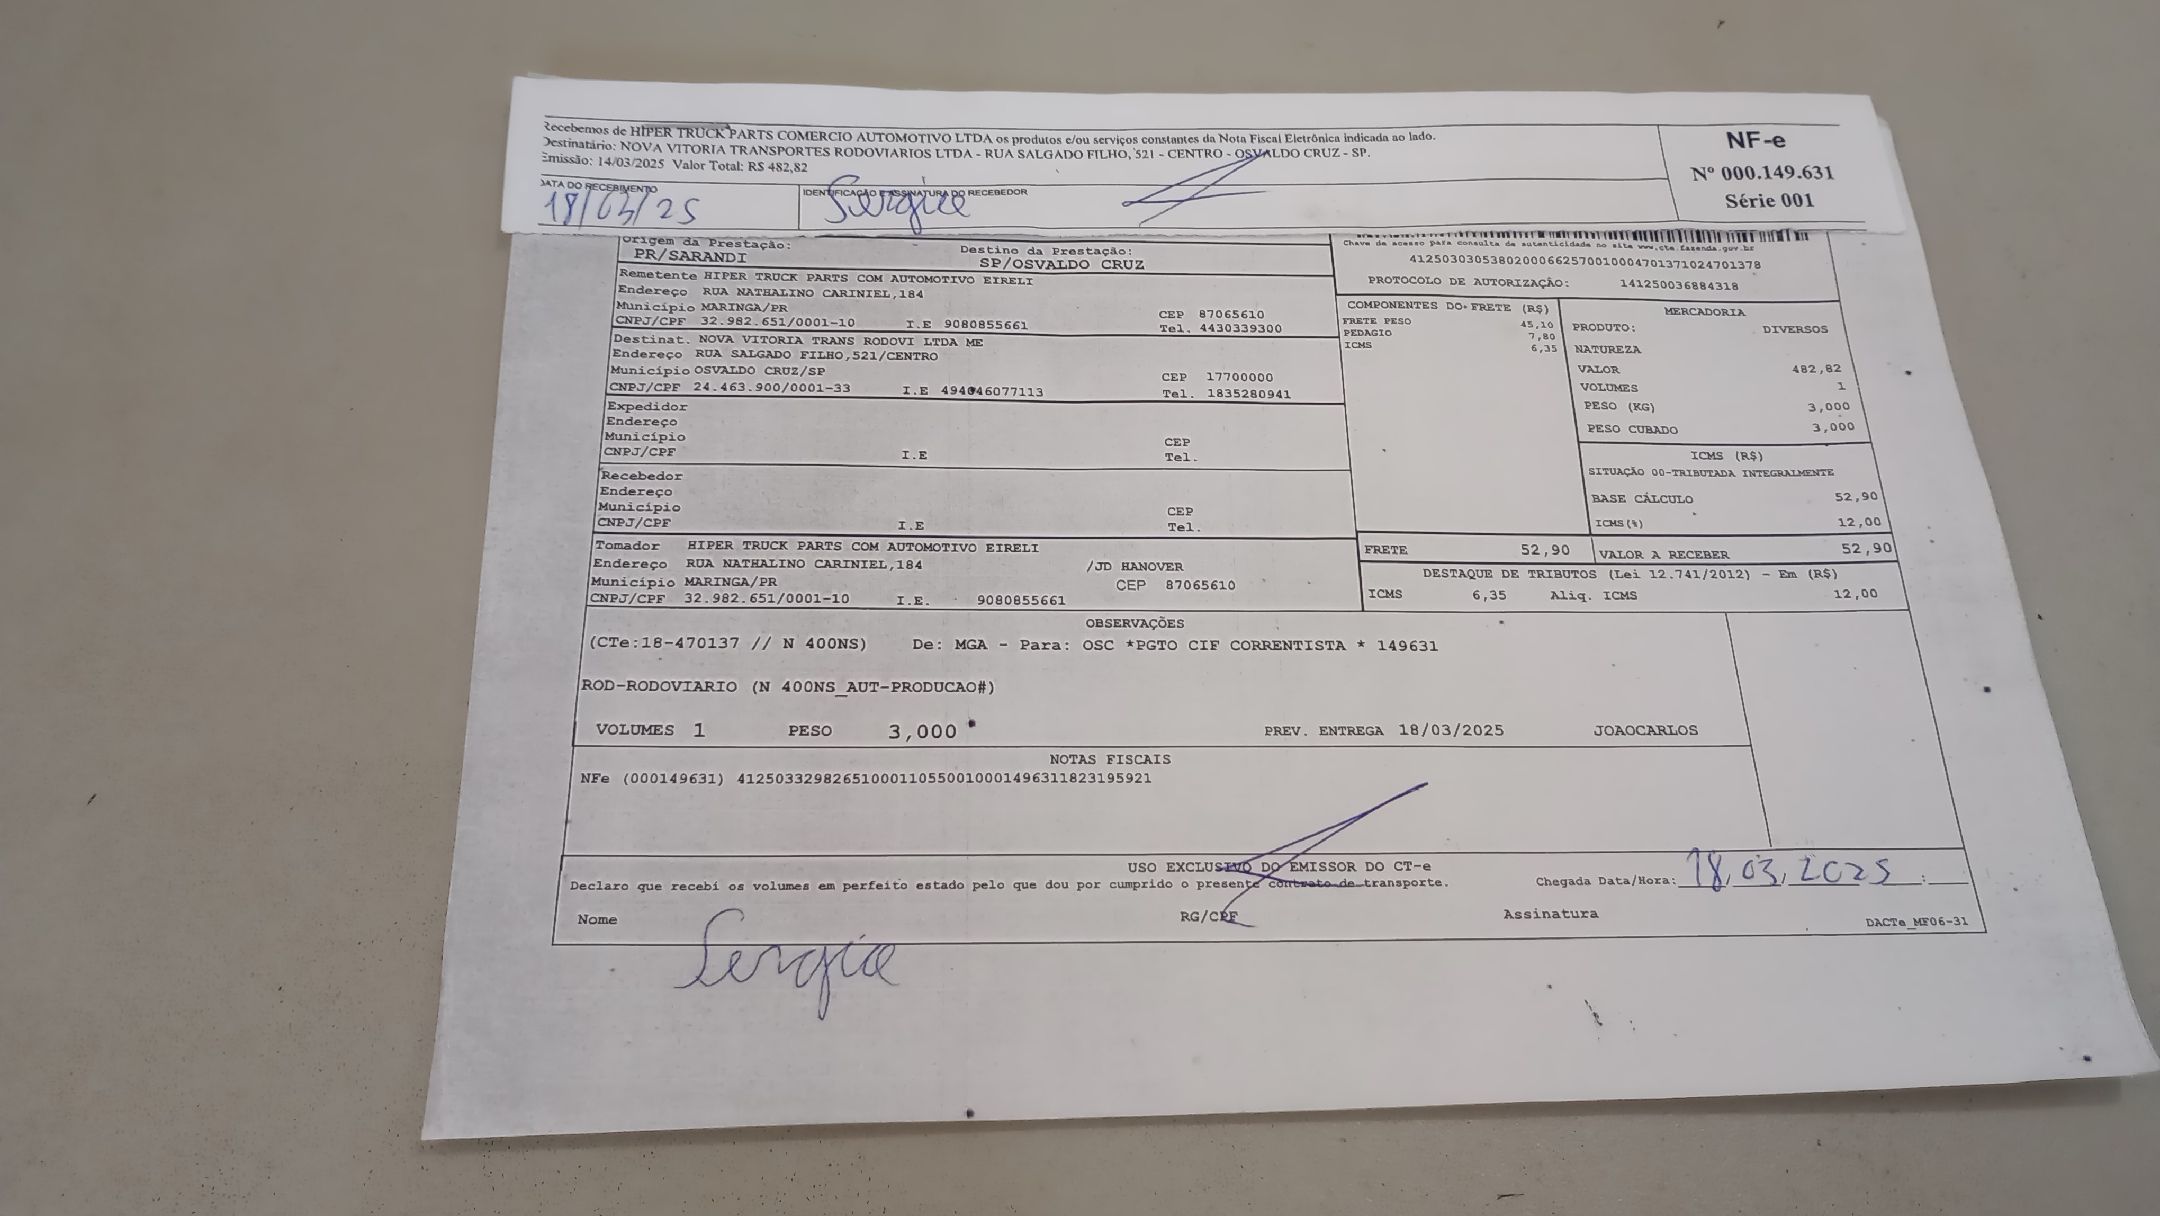 Recebemos de HIPER TRUCK PARTS COMERCIO AUTOMOTIVO LTDA os produtos e/ou serviços constantes da Nota Fiscal Eletrônica indicada ao lado.
Destinatário: NOVA VITORIA TRANSPORTES RODOVIARIOS LTDA - RUA SALGADO FILHO, 521 - CENTRO - OSVALDO CRUZ - SP.
Emissão: 14/03/2025 Valor Total: R$ 482,82
NF-e
Nº 000.149.631
Série 001
DATA DO RECEBIMENTO
18/03/25
IDENTIFICAÇÃO E ASSINATURA DO RECEBEDOR
Origem da Prestação:
PR/SARANDI
Destino da Prestação:
SP/OSVALDO CRUZ
Chave de acesso para consulta de autenticidade no site www.cte.fazenda.gov.br
41250303053802000662570010004701371024701378
PROTOCOLO DE AUTORIZAÇÃO: 141250036884318
Remetente HIPER TRUCK PARTS COM AUTOMOTIVO EIRELI
Endereço RUA NATHALINO CARINIEL,184
Município MARINGA/PR CEP 87065610
CNPJ/CPF 32.982.651/0001-10 I.E 9080855661 Tel. 4430339300
Destinat. NOVA VITORIA TRANS RODOVI LTDA ME
Endereço RUA SALGADO FILHO,521/CENTRO
Município OSVALDO CRUZ/SP CEP 17700000
CNPJ/CPF 24.463.900/0001-33 I.E 494046077113 Tel. 1835280941
Expedidor
Endereço
Município CEP
CNPJ/CPF I.E Tel.
Recebedor
Endereço
Município CEP
CNPJ/CPF I.E Tel.
Tomador HIPER TRUCK PARTS COM AUTOMOTIVO EIRELI
Endereço RUA NATHALINO CARINIEL,184 /JD HANOVER
Município MARINGA/PR CEP 87065610
CNPJ/CPF 32.982.651/0001-10 I.E. 9080855661
COMPONENTES DO FRETE (R$)
FRETE PESO 45,10
PEDAGIO 7,80
ICMS 6,35
MERCADORIA
PRODUTO: DIVERSOS
NATUREZA
VALOR 482,82
VOLUMES 1
PESO (KG) 3,000
PESO CUBADO 3,000
ICMS (R$)
SITUAÇÃO 00-TRIBUTADA INTEGRALMENTE
BASE CÁLCULO 52,90
ICMS(%) 12,00
FRETE 52,90 VALOR A RECEBER 52,90
DESTAQUE DE TRIBUTOS (Lei 12.741/2012) - Em (R$)
ICMS 6,35 Aliq. ICMS 12,00
OBSERVAÇÕES
(CTe:18-470137 // N 400NS) De: MGA - Para: OSC *PGTO CIF CORRENTISTA * 149631
ROD-RODOVIARIO (N 400NS_AUT-PRODUCAO#)
VOLUMES 1 PESO 3,000 PREV. ENTREGA 18/03/2025 JOAOCARLOS
NOTAS FISCAIS
NFe (000149631) 41250332982651000110550010001496311823195921
USO EXCLUSIVO DO EMISSOR DO CT-e
Declaro que recebi os volumes em perfeito estado pelo que dou por cumprido o presente contrato de transporte.
Chegada Data/Hora: 18,03,2025 :
Nome RG/CPF Assinatura
DACTe_MF06-31